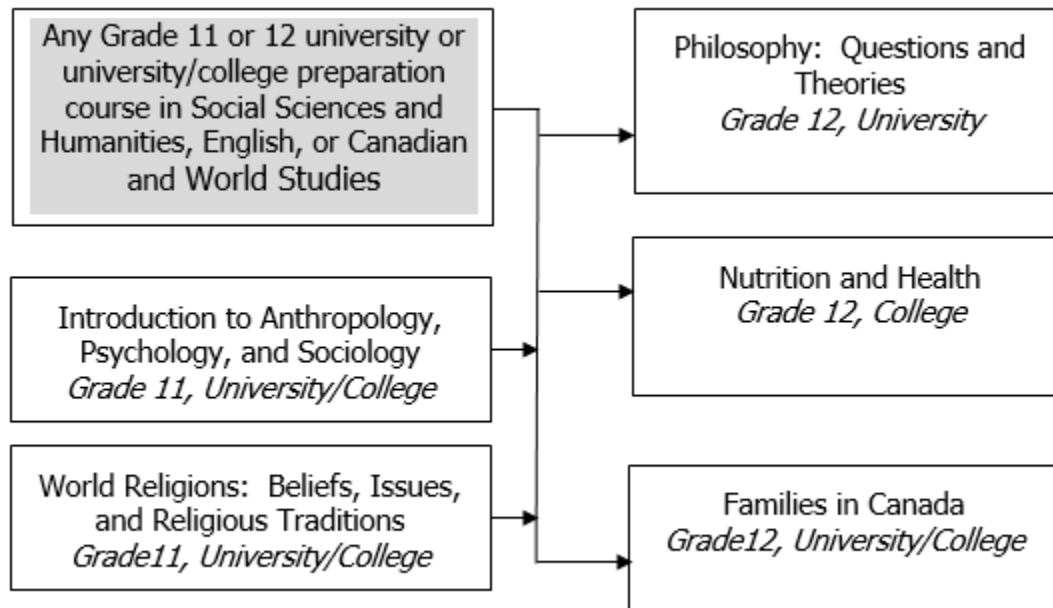 Any Grade 11 or 12 university or
university/college preparation
course in Social Sciences and
Humanities, English, or Canadian
and World Studies
Introduction to Anthropology,
Psychology, and Sociology
Grade 11, University/College
World Religions:  Beliefs, Issues,
and Religious Traditions
Grade11, University/College
Philosophy:  Questions and
Theories
Grade 12, University
Nutrition and Health
Grade 12, College
Families in Canada
Grade12, University/College